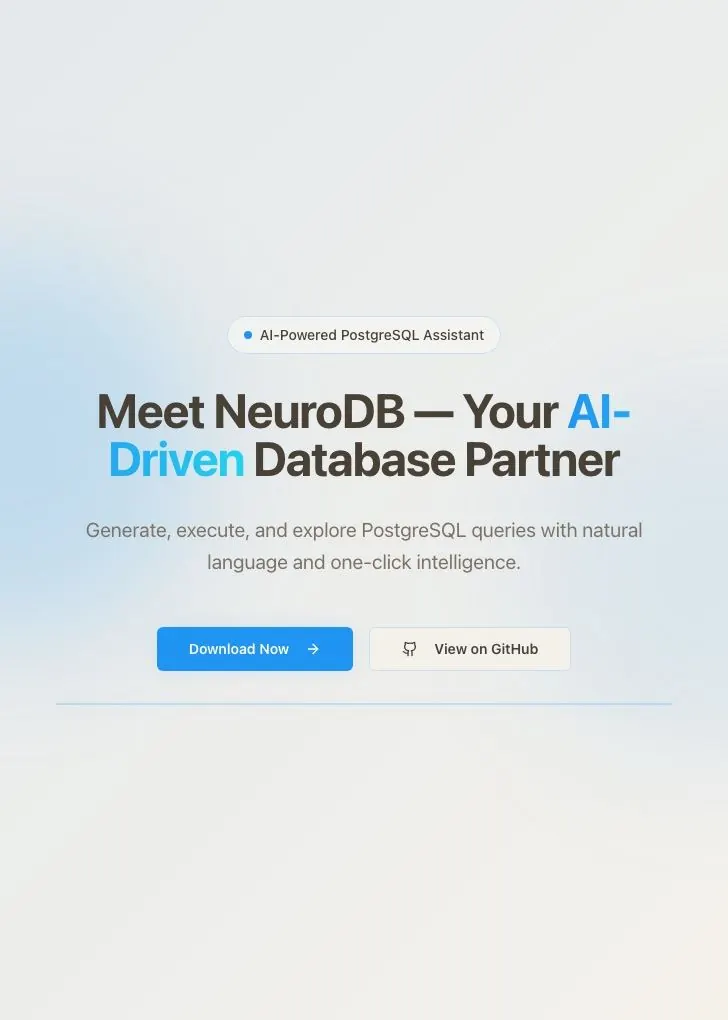 AI-Powered PostgreSQL Assistant
Meet NeuroDB — Your AI-
Driven Database Partner
Generate, execute, and explore PostgreSQL queries with natural
language and one-click intelligence.
Download Now
View on GitHub